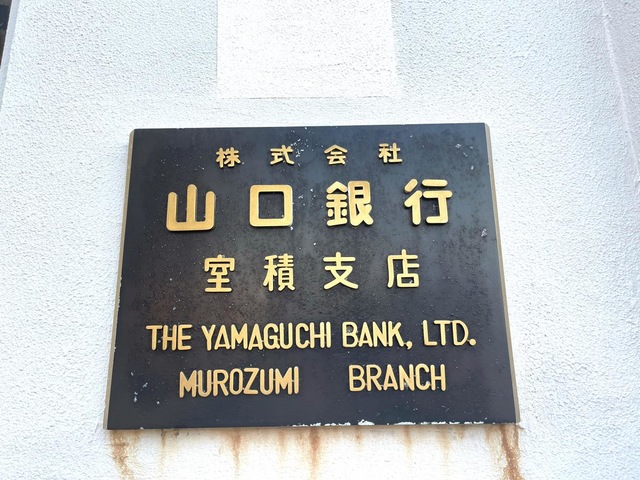 株式会社
山口銀行
室積支店
THE YAMAGUCHI BANK, LTD.
MUROZUMI BRANCH